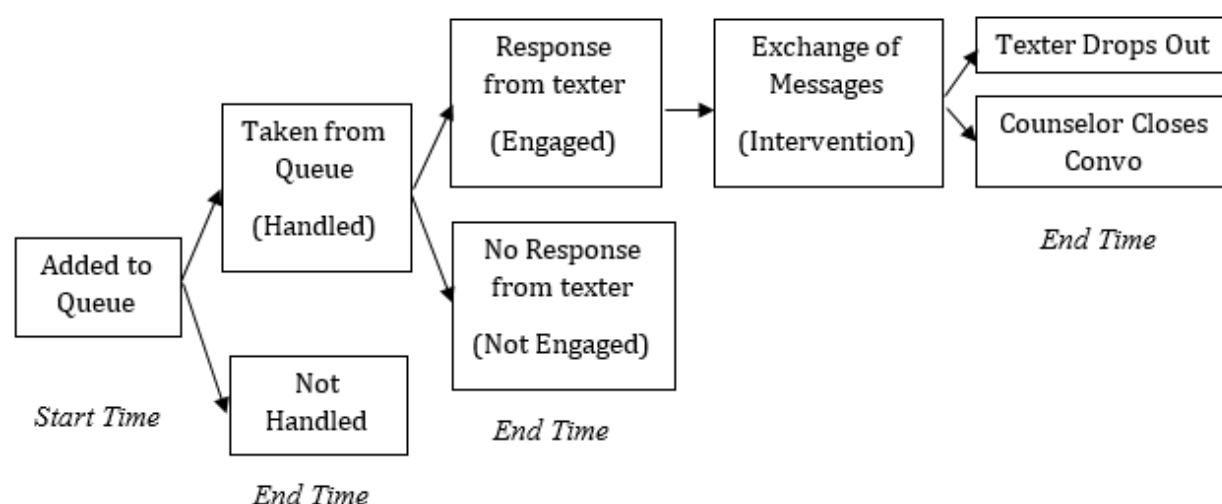 Added to
Queue
Start Time
Taken from
Queue
(Handled)
Not
Handled
End Time
Response
from texter
(Engaged)
No Response
from texter
(Not Engaged)
End Time
Exchange of
Messages
(Intervention)
Texter Drops Out
Counselor Closes
Convo
End Time